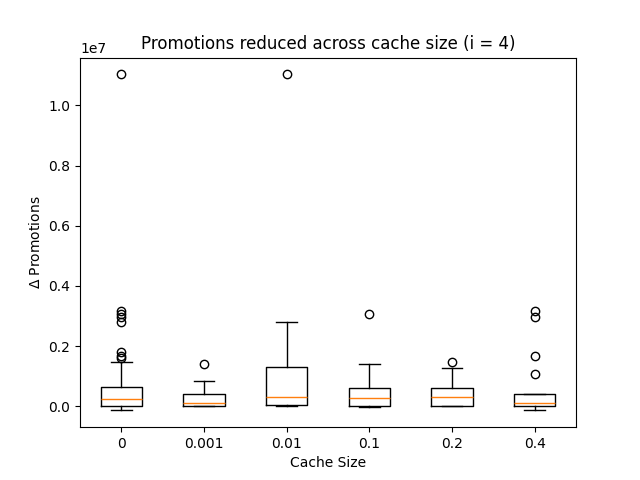 Promotions reduced across cache size (i = 4)
1e7
1.0
0.8
0.6
0.4
0.2
0.0
Δ Promotions
0 0.001 0.01 0.1 0.2 0.4
Cache Size